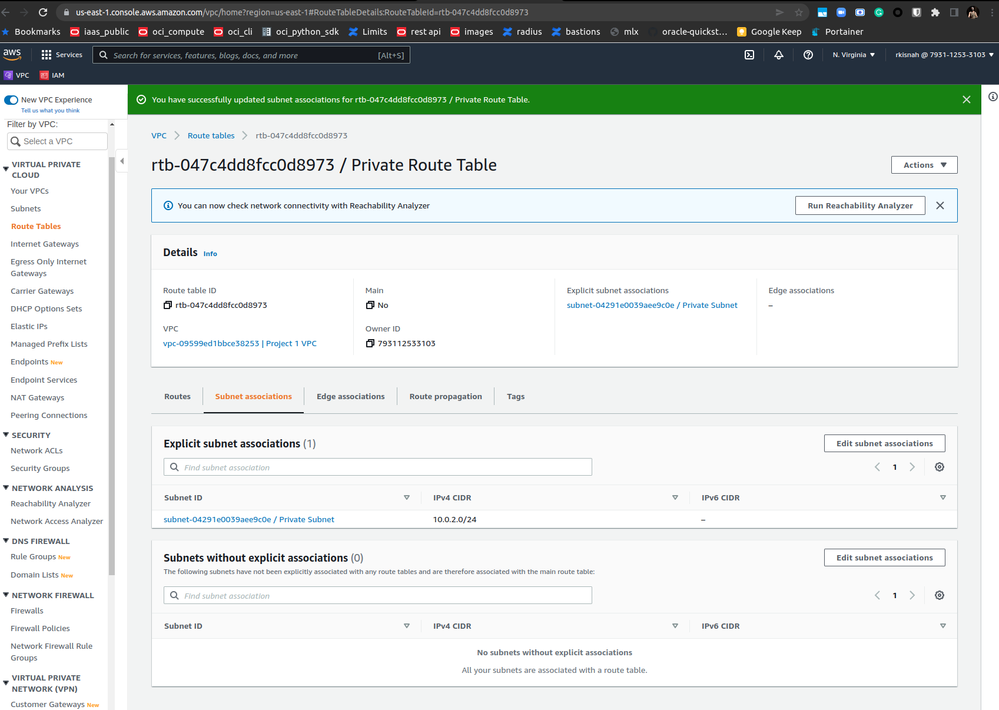 us-east-1.console.aws.amazon.com/vpc/home?region=us-east-1#RouteTableDetails:RouteTableId=rtb-047c4dd8fcc0d8973
Bookmarks iaas_public oci_compute oci_cli oci_python_sdk Limits rest api images radius bastions mlx oracle-quickst... Google Keep Portainer
aws Services Search for services, features, blogs, docs, and more [Alt+S] N. Virginia rkisnah @ 7931-1253-3103
VPC IAM
New VPC Experience
Tell us what you think
Filter by VPC:
Select a VPC
VIRTUAL PRIVATE
CLOUD
Your VPCs
Subnets
Route Tables
Internet Gateways
Egress Only Internet
Gateways
Carrier Gateways
DHCP Options Sets
Elastic IPs
Managed Prefix Lists
Endpoints New
Endpoint Services
NAT Gateways
Peering Connections
SECURITY
Network ACLs
Security Groups
NETWORK ANALYSIS
Reachability Analyzer
Network Access Analyzer
DNS FIREWALL
Rule Groups New
Domain Lists New
NETWORK FIREWALL
Firewalls
Firewall Policies
Network Firewall Rule
Groups
VIRTUAL PRIVATE
NETWORK (VPN)
Customer Gateways New
You have successfully updated subnet associations for rtb-047c4dd8fcc0d8973 / Private Route Table.
VPC Route tables rtb-047c4dd8fcc0d8973
rtb-047c4dd8fcc0d8973 / Private Route Table
Actions
You can now check network connectivity with Reachability Analyzer
Run Reachability Analyzer
Details Info
Route table ID
rtb-047c4dd8fcc0d8973
VPC
vpc-09599ed1bbce38253 | Project 1 VPC
Main
No
Owner ID
793112533103
Explicit subnet associations
subnet-04291e0039aee9c0e / Private Subnet
Edge associations
–
Routes Subnet associations Edge associations Route propagation Tags
Explicit subnet associations (1)
Edit subnet associations
Find subnet association
1
Subnet ID IPv4 CIDR IPv6 CIDR
subnet-04291e0039aee9c0e / Private Subnet 10.0.2.0/24 –
Subnets without explicit associations (0)
Edit subnet associations
The following subnets have not been explicitly associated with any route tables and are therefore associated with the main route table:
Find subnet association
1
Subnet ID IPv4 CIDR IPv6 CIDR
No subnets without explicit associations
All your subnets are associated with a route table.